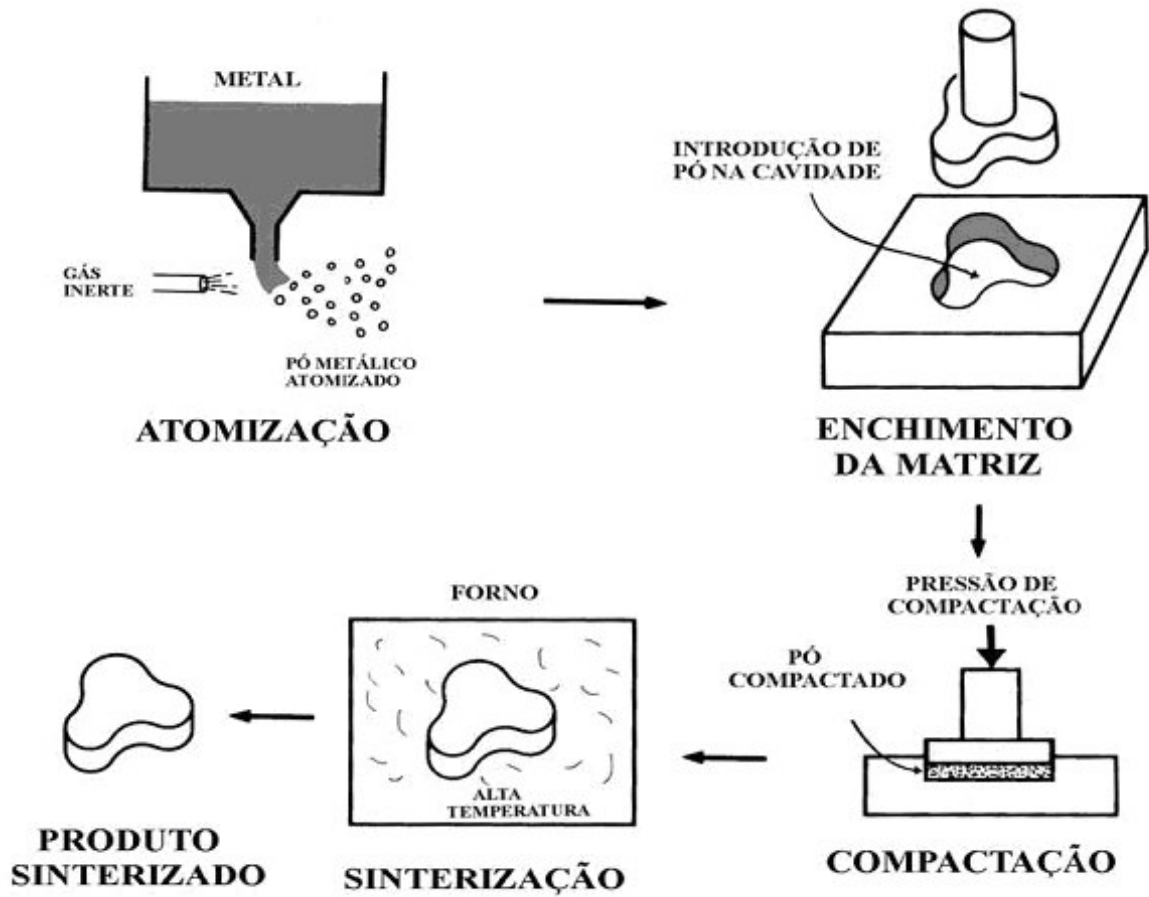 METAL
GÁS
INERTE
PÓ METÁLICO
ATOMIZADO
ATOMIZAÇÃO
INTRODUÇÃO DE
PÓ NA CAVIDADE
ENCHIMENTO
DA MATRIZ
PRESSÃO DE
COMPACTAÇÃO
PÓ
COMPACTADO
COMPACTAÇÃO
FORNO
ALTA
TEMPERATURA
SINTERIZAÇÃO
PRODUTO
SINTERIZADO